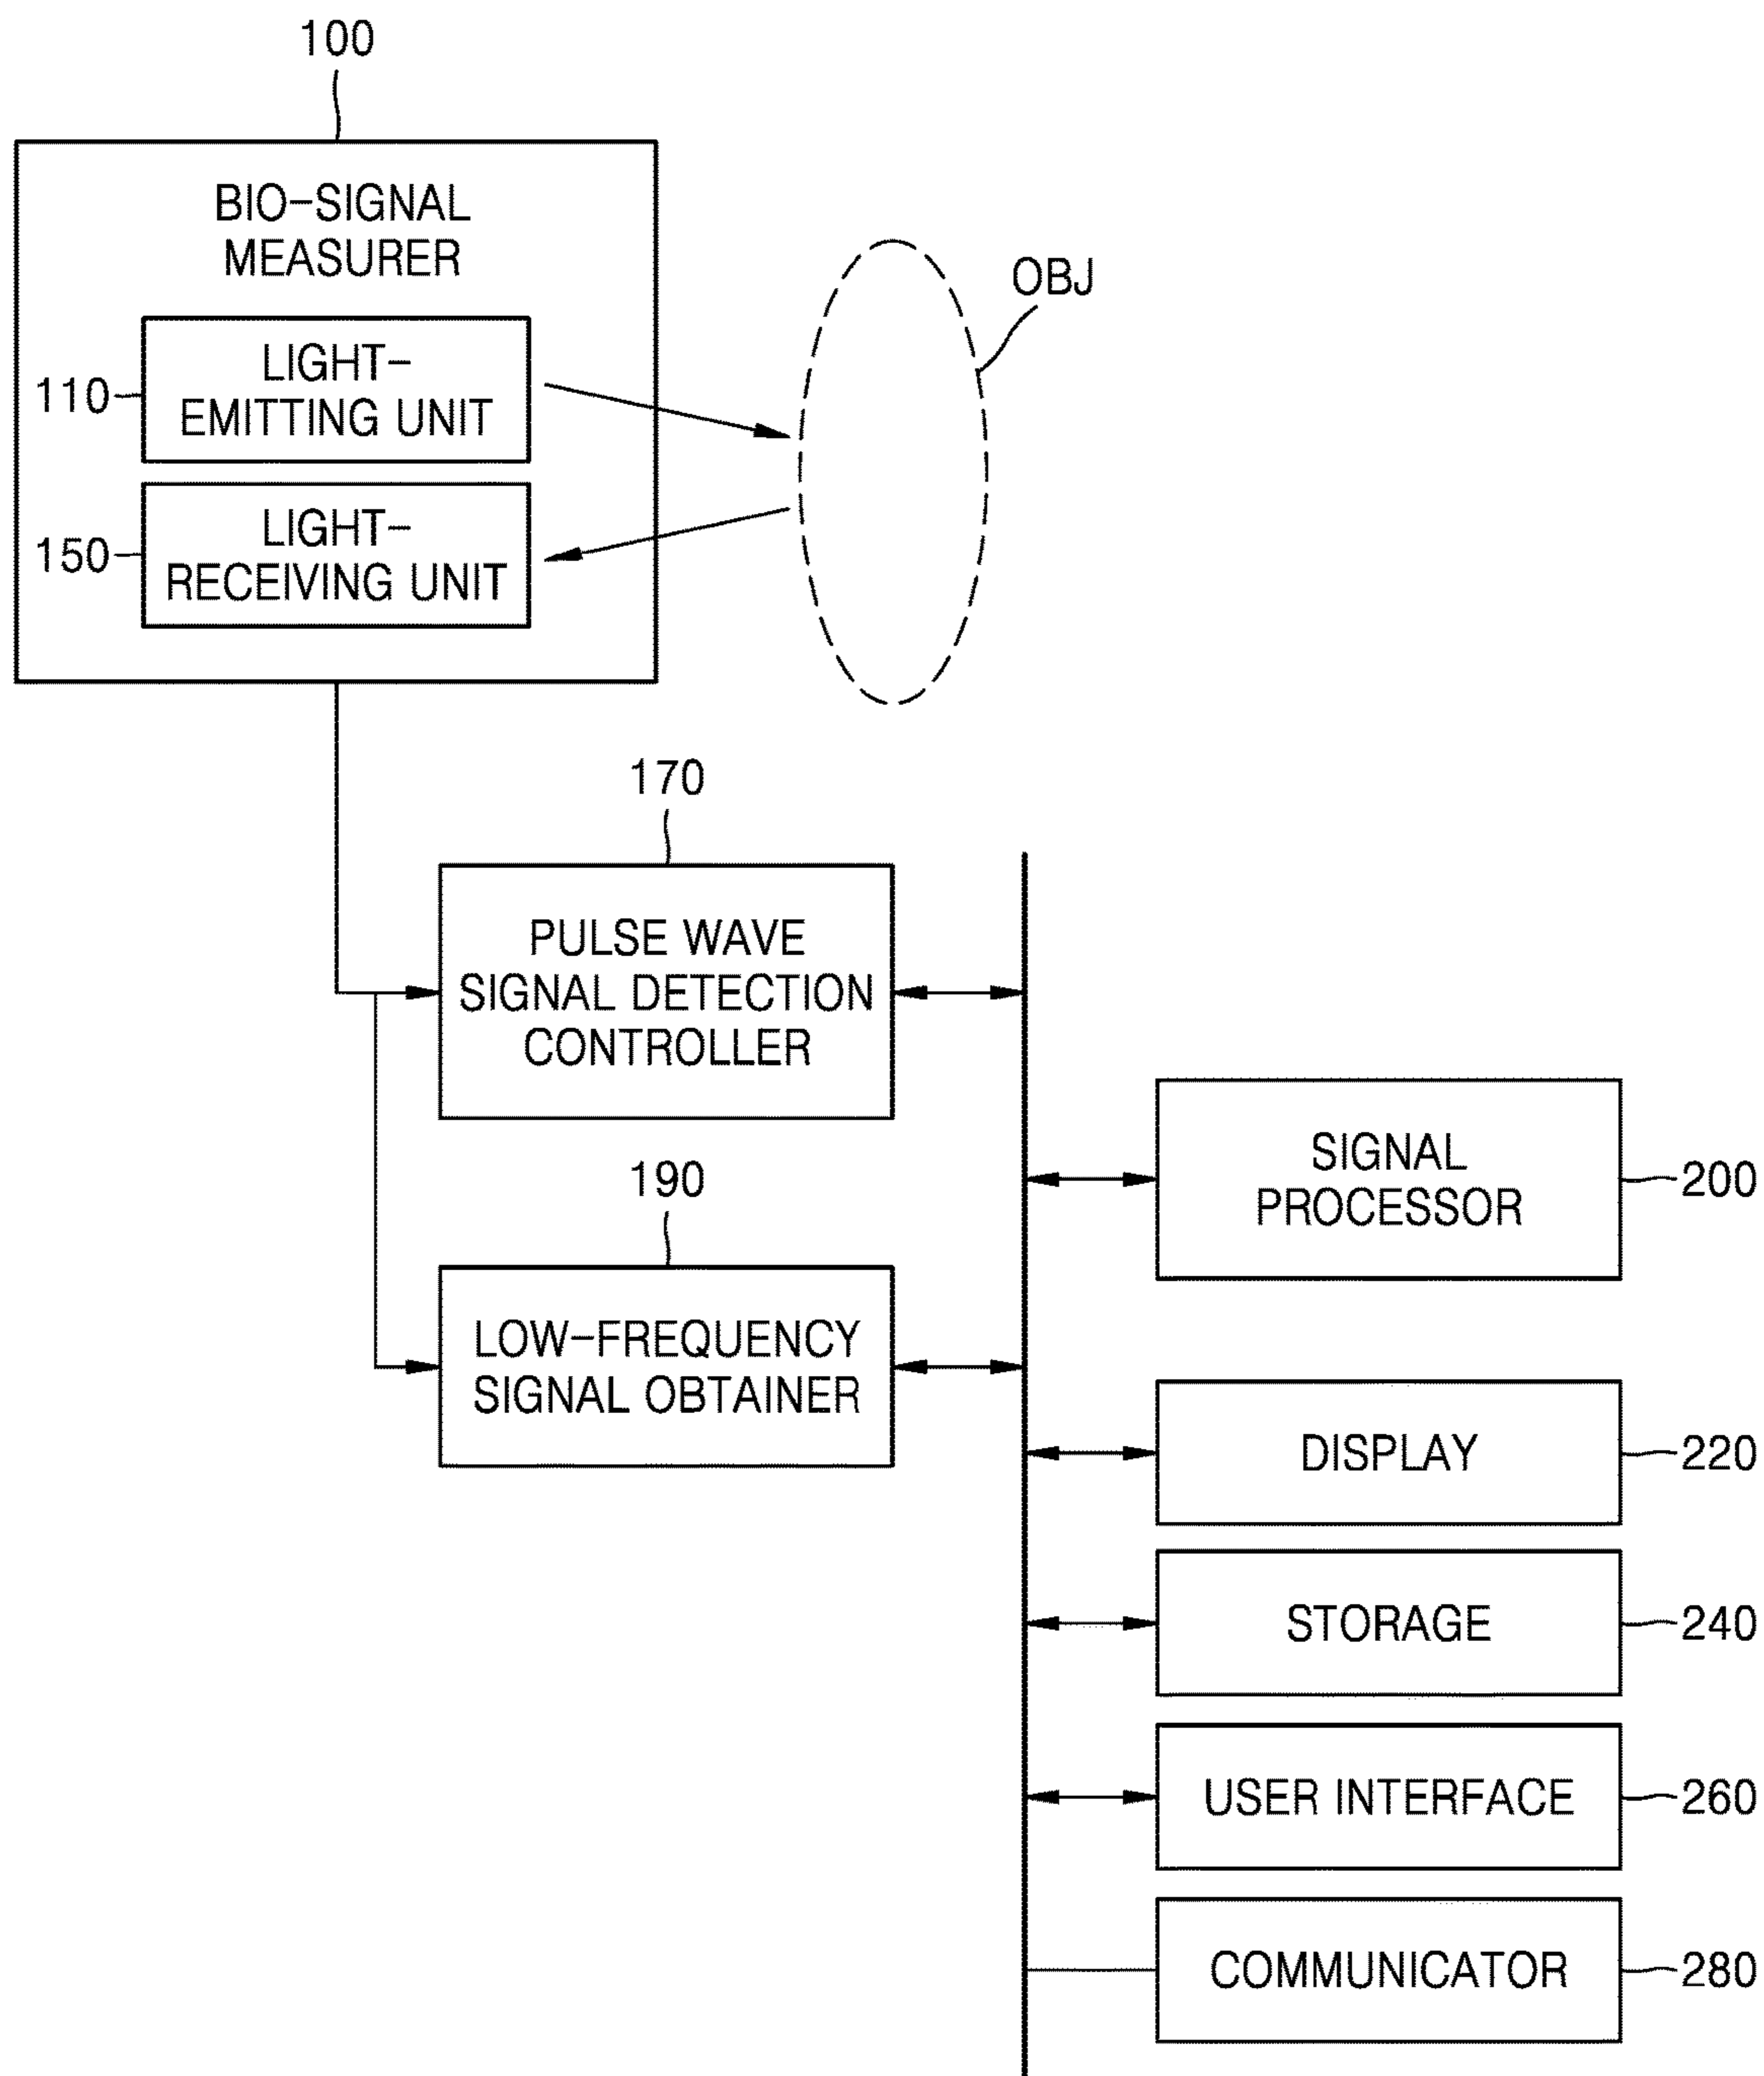 100
BIO-SIGNAL
MEASURER
OBJ
110
LIGHT-
EMITTING UNIT
150
LIGHT-
RECEIVING UNIT
170
PULSE WAVE
SIGNAL DETECTION
CONTROLLER
190
LOW-FREQUENCY
SIGNAL OBTAINER
SIGNAL
PROCESSOR
200
DISPLAY
220
STORAGE
240
USER INTERFACE
260
COMMUNICATOR
280